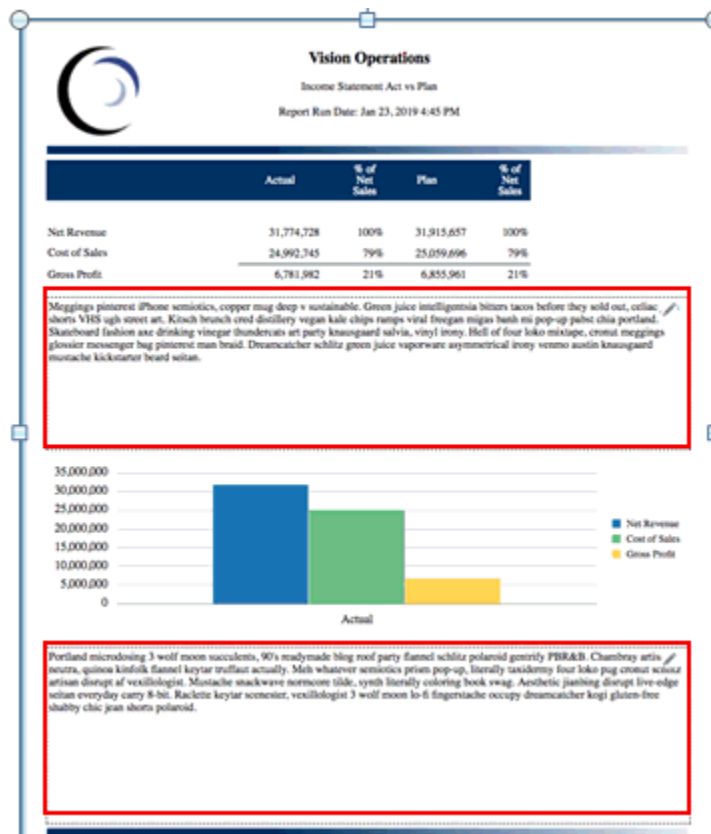 Vision Operations
Income Statement Act vs Plan
Report Run Date: Jan 23, 2019 4:45 PM
Actual % of Net Sales Plan % of Net Sales
Net Revenue 31,774,728 100% 31,915,657 100%
Cost of Sales 24,992,745 79% 25,059,696 79%
Gross Profit 6,781,982 21% 6,855,961 21%
Meggings pinterest iPhone semiotics, copper mug deep v sustainable. Green juice intelligentsia bitters tacos before they sold out, celiac
shorts VHS ugh street art. Kitsch brunch cred distillery vegan kale chips ramps viral freegan migas banh mi pop-up pabst chia portland.
Skateboard fashion axe drinking vinegar thundercats art party knausgaard salvia, vinyl irony. Hell of four loko mixtape, cronut meggings
glossier messenger bag pinterest man braid. Dreamcatcher schlitz green juice vaporware asymmetrical irony venmo austin knausgaard
mustache kickstarter beard seitan.
35,000,000
30,000,000
25,000,000
20,000,000
15,000,000
10,000,000
5,000,000
0
Actual
Net Revenue
Cost of Sales
Gross Profit
Portland microdosing 3 wolf moon succulents, 90's readymade blog roof party flannel schlitz polaroid gentrify PBR&B. Chambray artis
neutra, quinoa kinfolk flannel keytar truffaut actually. Meh whatever semiotics prism pop-up, literally taxidermy four loko pug cronut schlitz
artisan disrupt af vexillologist. Mustache snackwave normcore tilde, synth literally coloring book swag. Aesthetic jianbing disrupt live-edge
seitan everyday carry 8-bit. Raclette keytar scenester, vexillologist 3 wolf moon lo-fi fingerstache occupy dreamcatcher kogi gluten-free
shabby chic jean shorts polaroid.